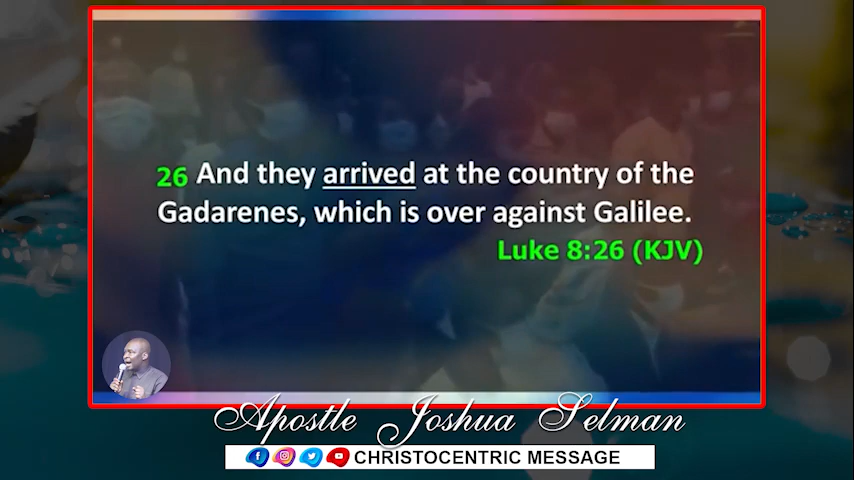 26 And they arrived at the country of the
Gadarenes, which is over against Galilee.
Luke 8:26 (KJV)
Apostle Joshua Selman
CHRISTOCENTRIC MESSAGE